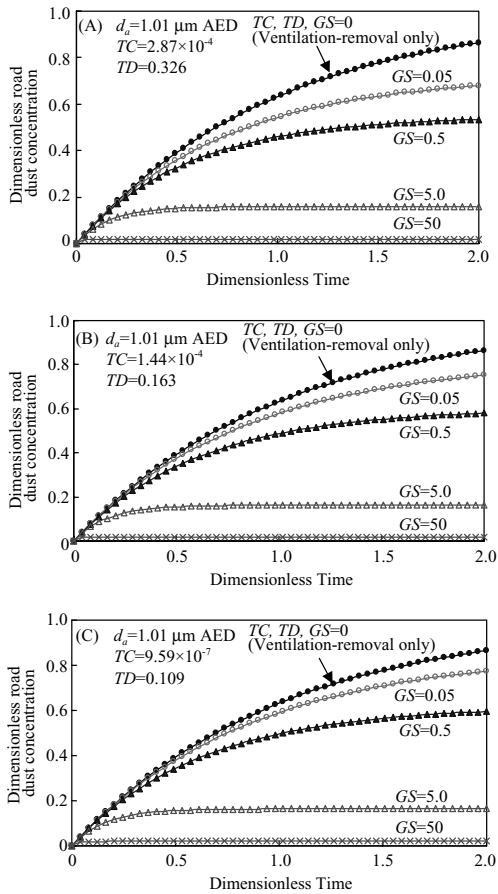 (A)
dₐ=1.01 μm AED
TC=2.87×10⁻⁴
TD=0.326
TC, TD, GS=0
(Ventilation-removal only)
GS=0.05
GS=0.5
GS=5.0
GS=50
1.0
0.8
0.6
0.4
0.2
0
0.5
1.0
1.5
2.0
Dimensionless road
dust concentration
Dimensionless Time
(B)
dₐ=1.01 μm AED
TC=1.44×10⁻⁴
TD=0.163
TC, TD, GS=0
(Ventilation-removal only)
GS=0.05
GS=0.5
GS=5.0
GS=50
1.0
0.8
0.6
0.4
0.2
0
0.5
1.0
1.5
2.0
Dimensionless road
dust concentration
Dimensionless Time
(C)
dₐ=1.01 μm AED
TC=9.59×10⁻⁷
TD=0.109
TC, TD, GS=0
(Ventilation-removal only)
GS=0.05
GS=0.5
GS=5.0
GS=50
1.0
0.8
0.6
0.4
0.2
0
0.5
1.0
1.5
2.0
Dimensionless road
dust concentration
Dimensionless Time